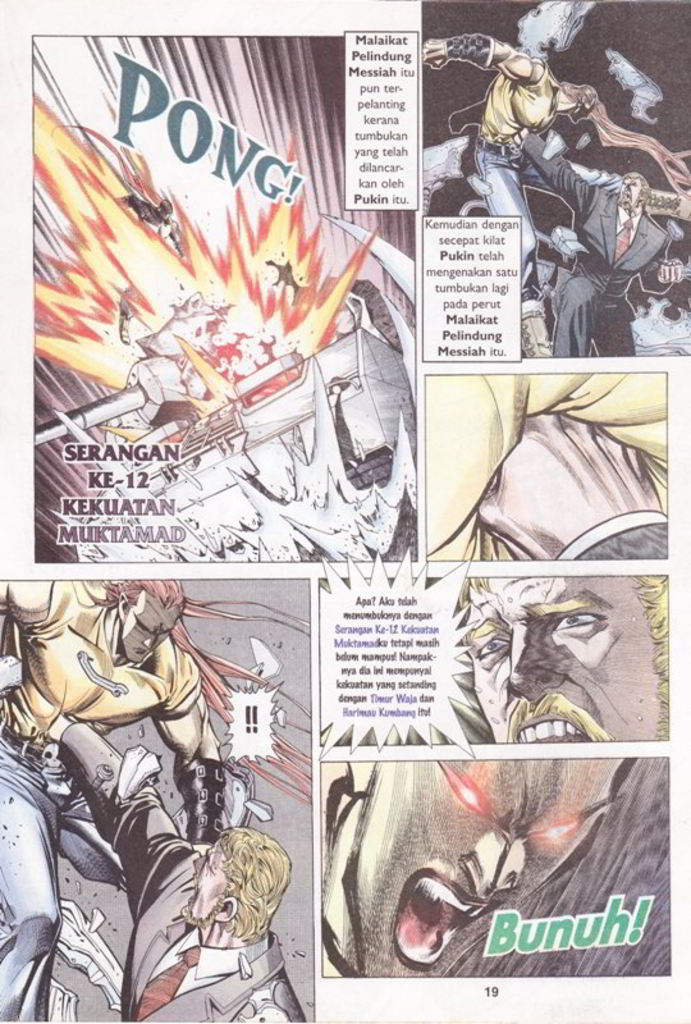 PONG!
Malaikat
Pelindung
Messiah itu
pun ter-
pelanting
kerana
tumbukan
yang telah
dilancar-
kan oleh
Pukin itu.
Kemudian dengan
secepat kilat
Pukin telah
mengenakan satu
tumbukan lagi
pada perut
Malaikat
Pelindung
Messiah itu.
SERANGAN
KE-12
KEKUATAN
MUKTAMAD
!!
Apa? Aku telah
menumbuknya dengan
Serangan Ke-12 Kekuatan
Muktamadku tetapi masih
belum mampus! Nampak-
nya dia ini mempunyai
kekuatan yang setanding
dengan Timur Waja dan
Harimau Kumbang itu!
Bunuh!
19